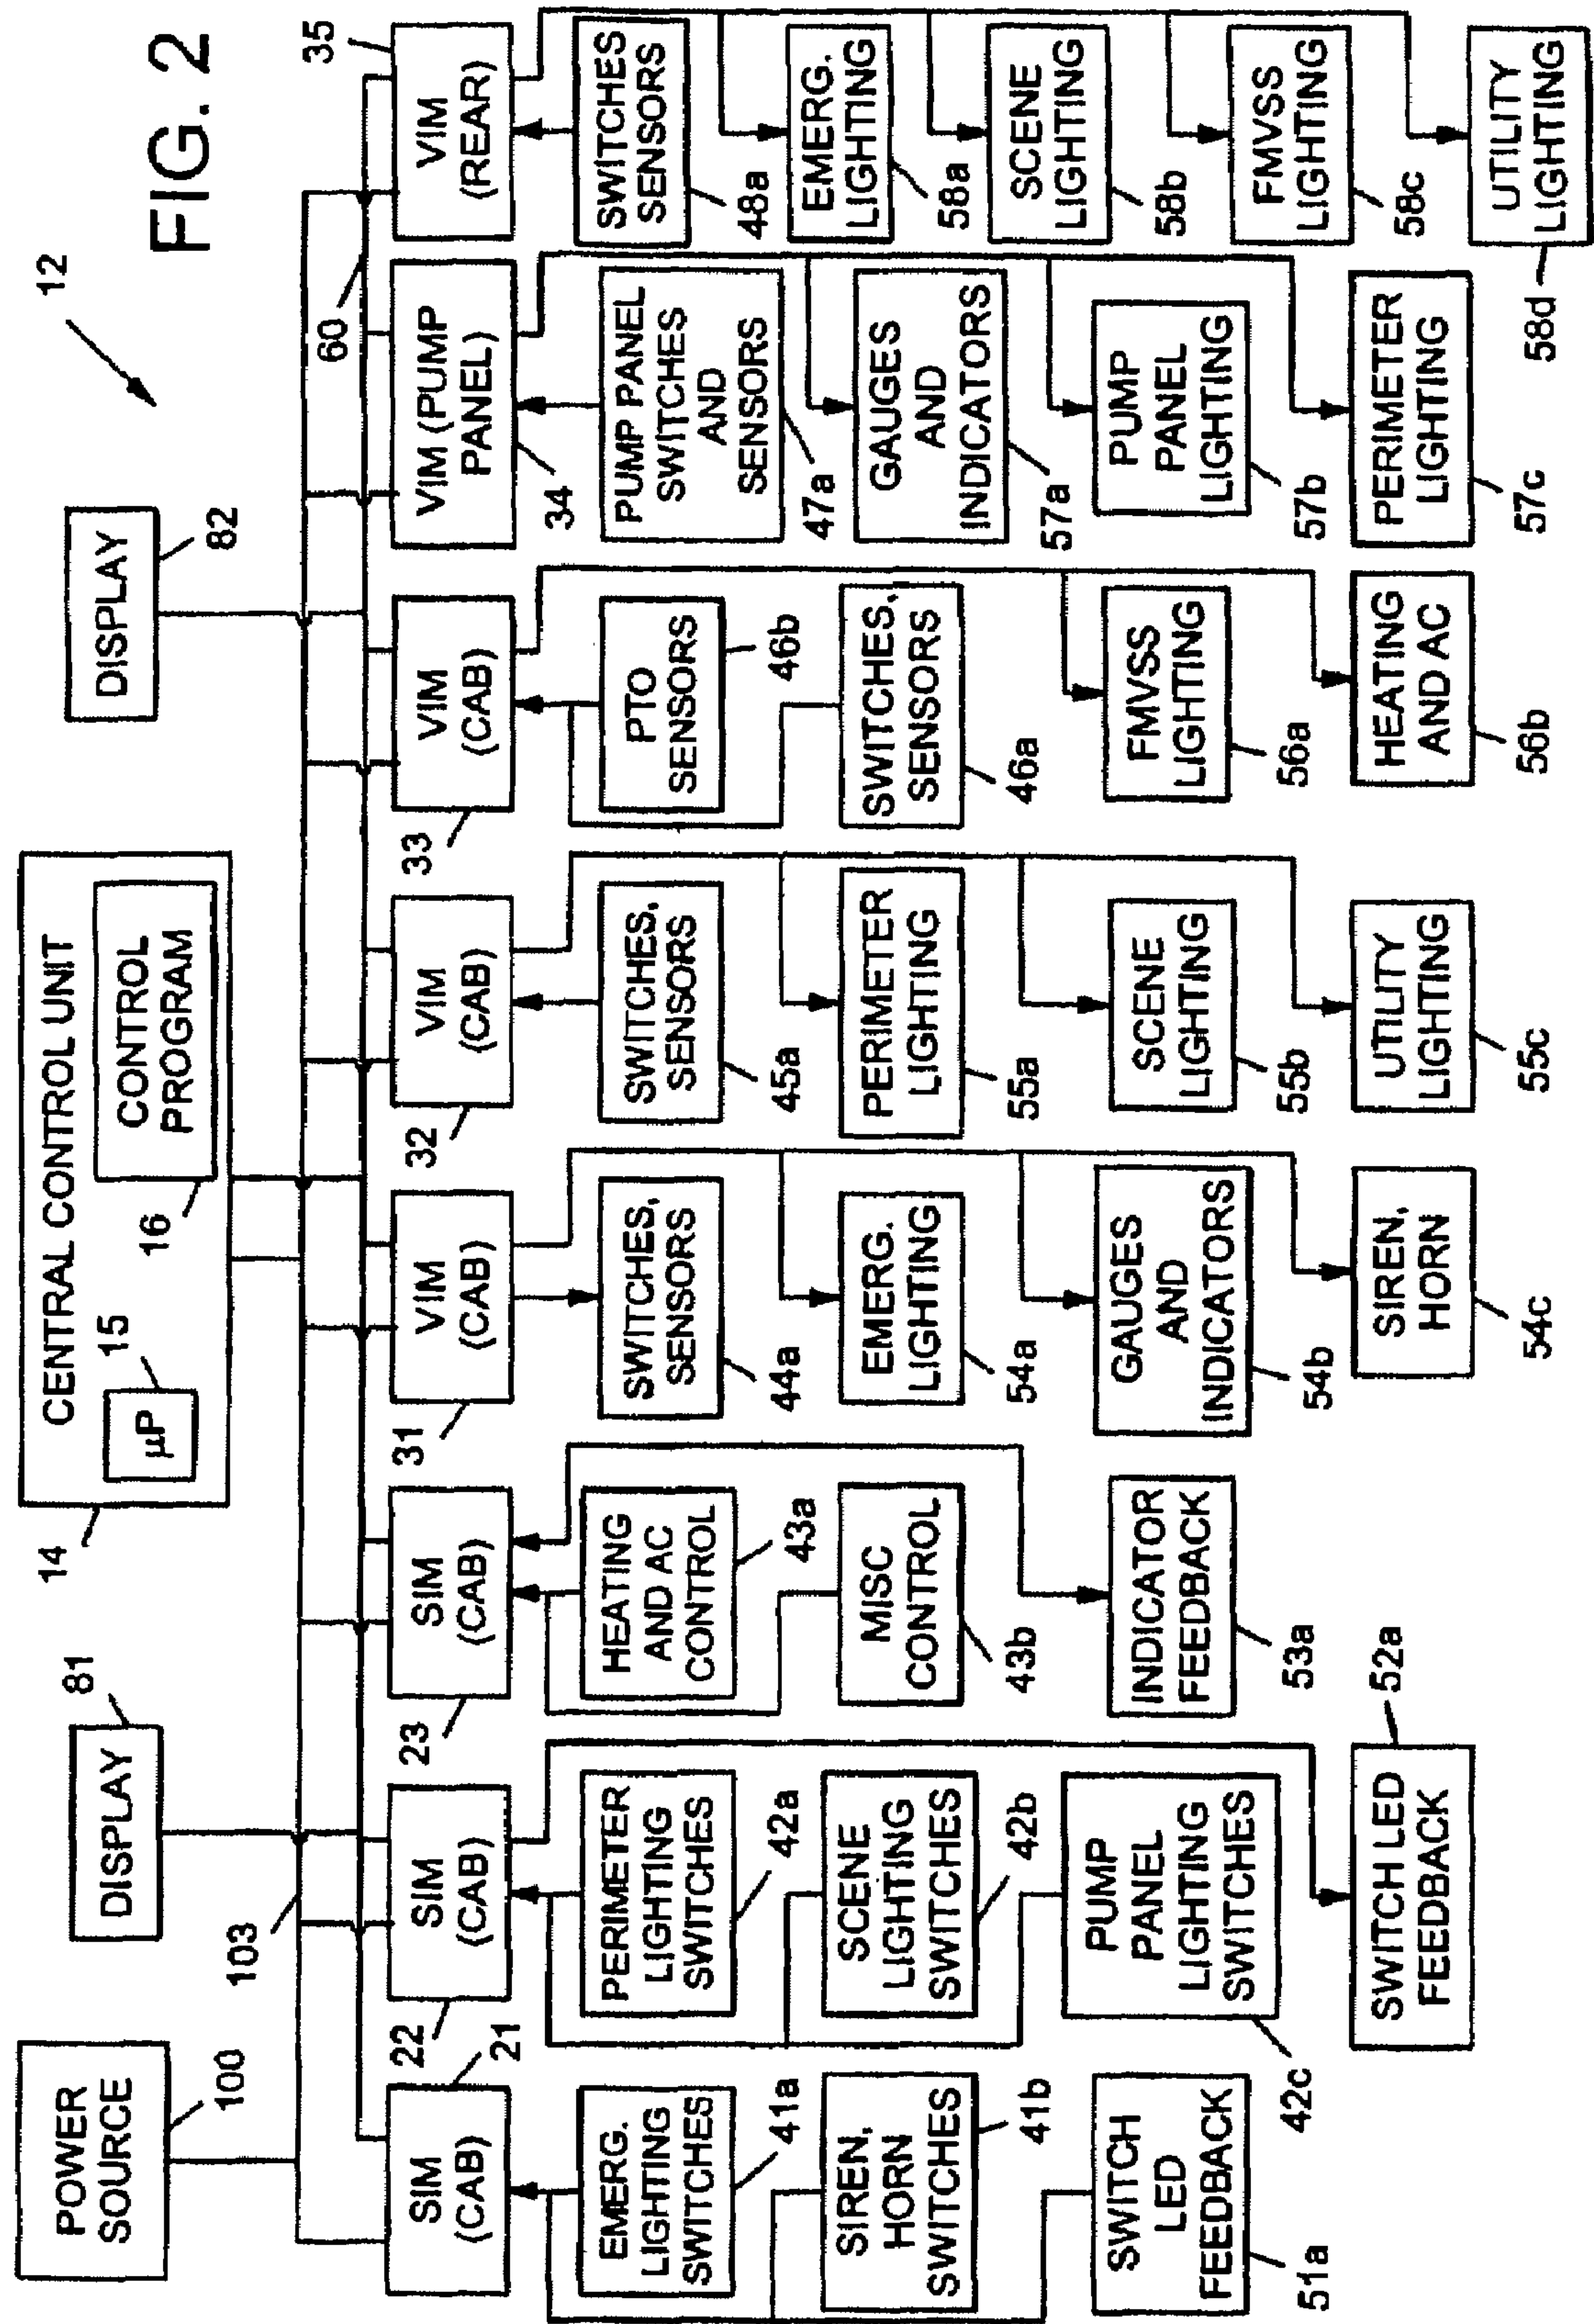 FIG. 2
12
POWER
SOURCE
100
DISPLAY
81
CENTRAL CONTROL UNIT
14
µP
15
CONTROL
PROGRAM
16
DISPLAY
82
103
60
SIM
(CAB)
21
EMERG.
LIGHTING
SWITCHES
41a
SIREN,
HORN
SWITCHES
41b
SWITCH
LED
FEEDBACK
51a
SIM
(CAB)
22
PERIMETER
LIGHTING
SWITCHES
42a
SCENE
LIGHTING
SWITCHES
42b
PUMP
PANEL
LIGHTING
SWITCHES
42c
SWITCH LED
FEEDBACK
52a
SIM
(CAB)
23
HEATING
AND AC
CONTROL
43a
MISC
CONTROL
43b
INDICATOR
FEEDBACK
53a
VIM
(CAB)
31
SWITCHES,
SENSORS
44a
EMERG.
LIGHTING
54a
GAUGES
AND
INDICATORS
54b
SIREN,
HORN
54c
VIM
(CAB)
32
SWITCHES,
SENSORS
45a
PERIMETER
LIGHTING
55a
SCENE
LIGHTING
55b
UTILITY
LIGHTING
55c
VIM
(CAB)
33
PTO
SENSORS
46b
SWITCHES,
SENSORS
46a
FMVSS
LIGHTING
56a
HEATING
AND AC
56b
VIM (PUMP
PANEL)
34
PUMP PANEL
SWITCHES
AND
SENSORS
47a
GAUGES
AND
INDICATORS
57a
PUMP
PANEL
LIGHTING
57b
PERIMETER
LIGHTING
57c
VIM
(REAR)
35
SWITCHES
SENSORS
48a
EMERG.
LIGHTING
58a
SCENE
LIGHTING
58b
FMVSS
LIGHTING
58c
UTILITY
LIGHTING
58d